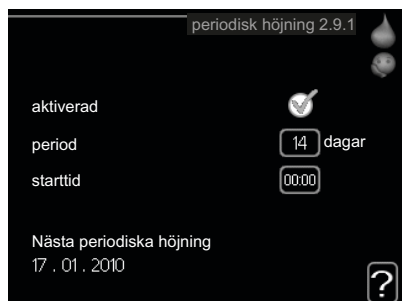 periodisk höjning 2.9.1
aktiverad
period 14 dagar
starttid 00:00
Nästa periodiska höjning
17 . 01 . 2010
?